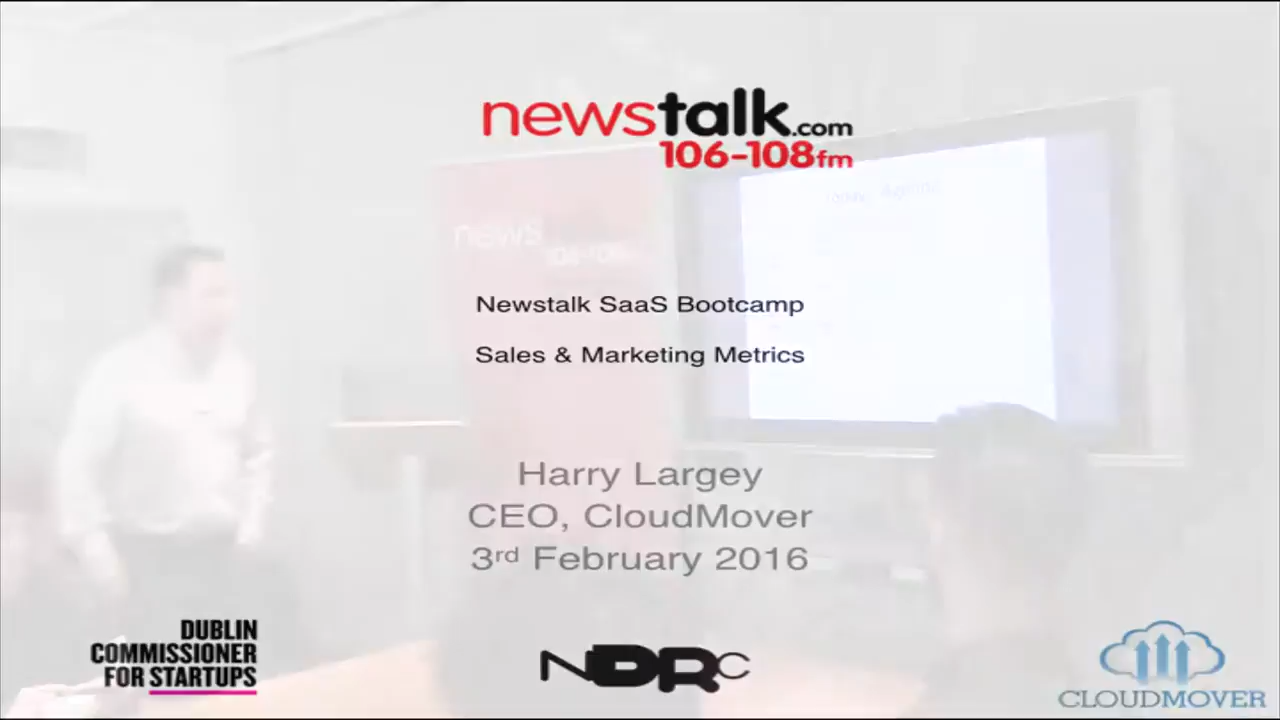 newstalk.com
106-108fm
news
Newstalk SaaS Bootcamp
Sales & Marketing Metrics
Harry Largey
CEO, CloudMover
3rd February 2016
DUBLIN
COMMISSIONER
FOR STARTUPS
NDRC
CLOUDMOVER